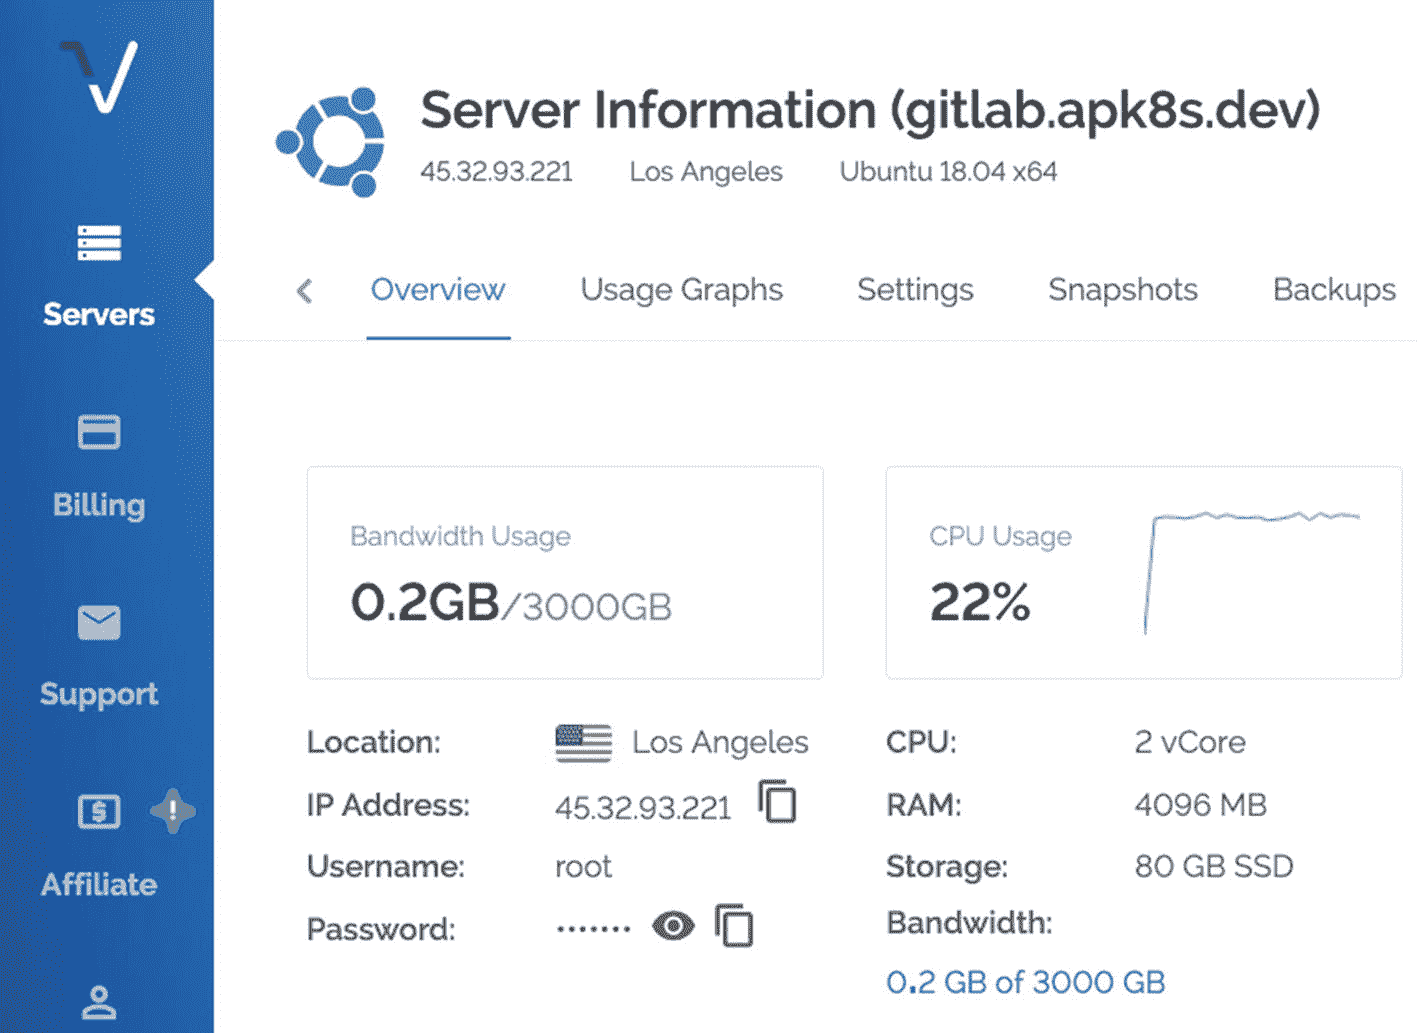 Server Information (gitlab.apk8s.dev)
45.32.93.221 Los Angeles Ubuntu 18.04 x64
Servers
Billing
Support
Affiliate
Overview Usage Graphs Settings Snapshots Backups
Bandwidth Usage
0.2GB/3000GB
CPU Usage
22%
Location: Los Angeles
IP Address: 45.32.93.221
Username: root
Password: .......
CPU: 2 vCore
RAM: 4096 MB
Storage: 80 GB SSD
Bandwidth:
0.2 GB of 3000 GB